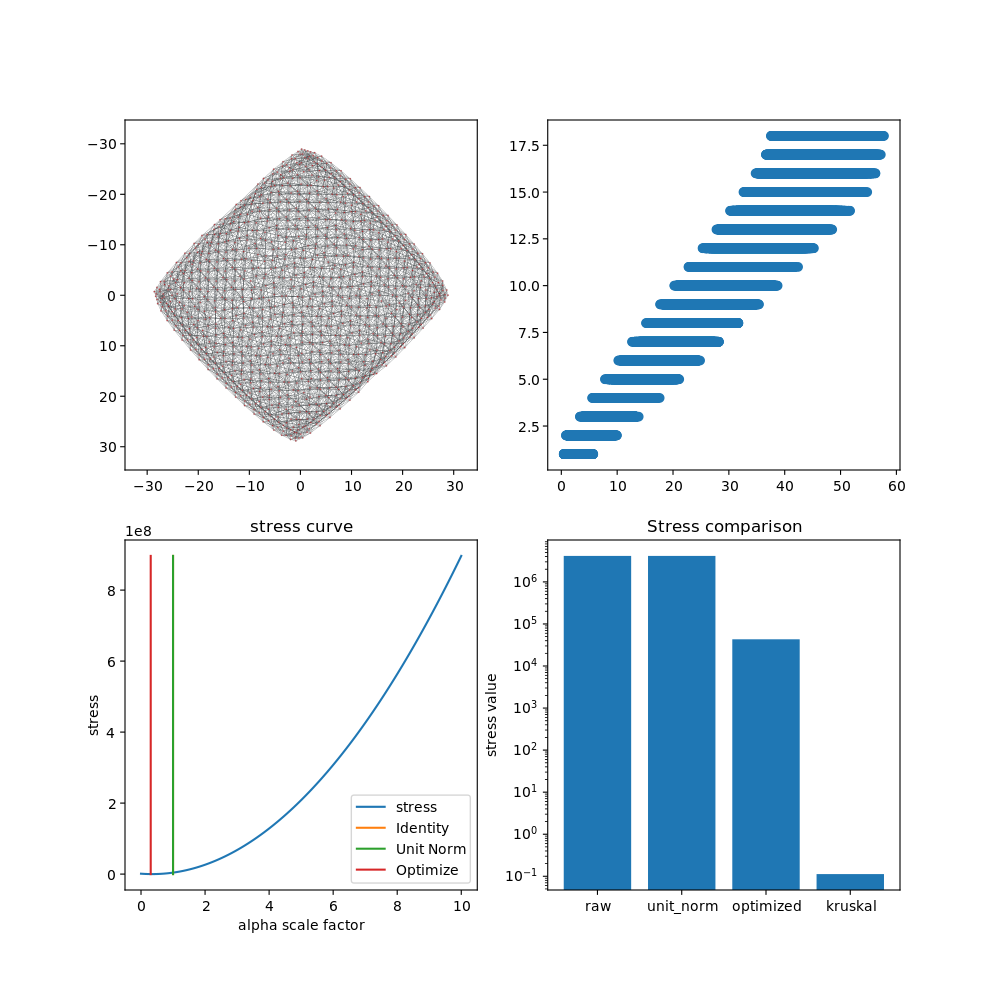 −30
−20
−10
0
10
20
30
−30 −20 −10 0 10 20 30
17.5
15.0
12.5
10.0
7.5
5.0
2.5
0 10 20 30 40 50 60
stress curve
1e8
8
6
4
2
0
stress
0 2 4 6 8 10
alpha scale factor
stress
Identity
Unit Norm
Optimize
Stress comparison
10^6
10^5
10^4
10^3
10^2
10^1
10^0
10^−1
stress value
raw unit_norm optimized kruskal